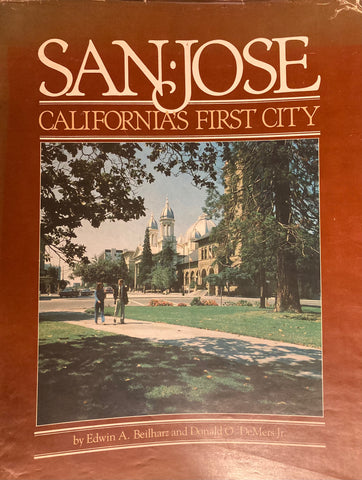 SAN·JOSE
CALIFORNIA'S FIRST CITY
by Edwin A. Beilharz and Donald O. DeMers Jr.